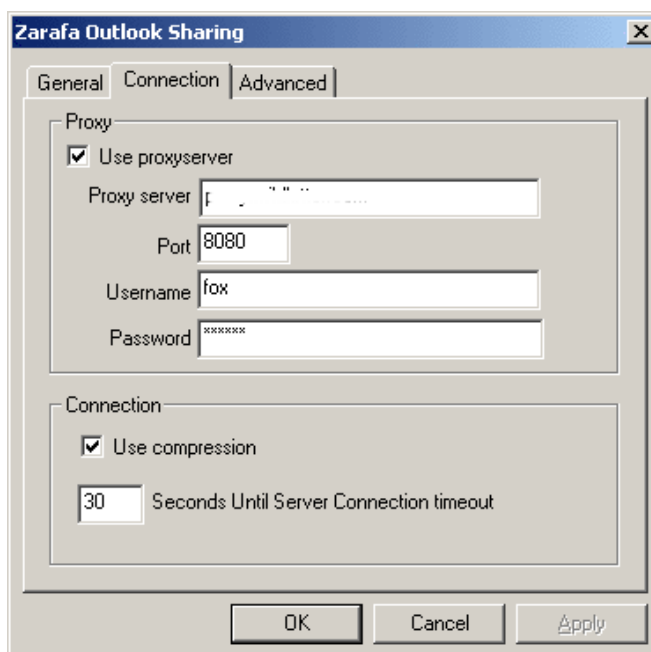 Zarafa Outlook Sharing
General Connection Advanced
Proxy
Use proxyserver
Proxy server
Port 8080
Username fox
Password ******
Connection
Use compression
30 Seconds Until Server Connection timeout
OK Cancel Apply